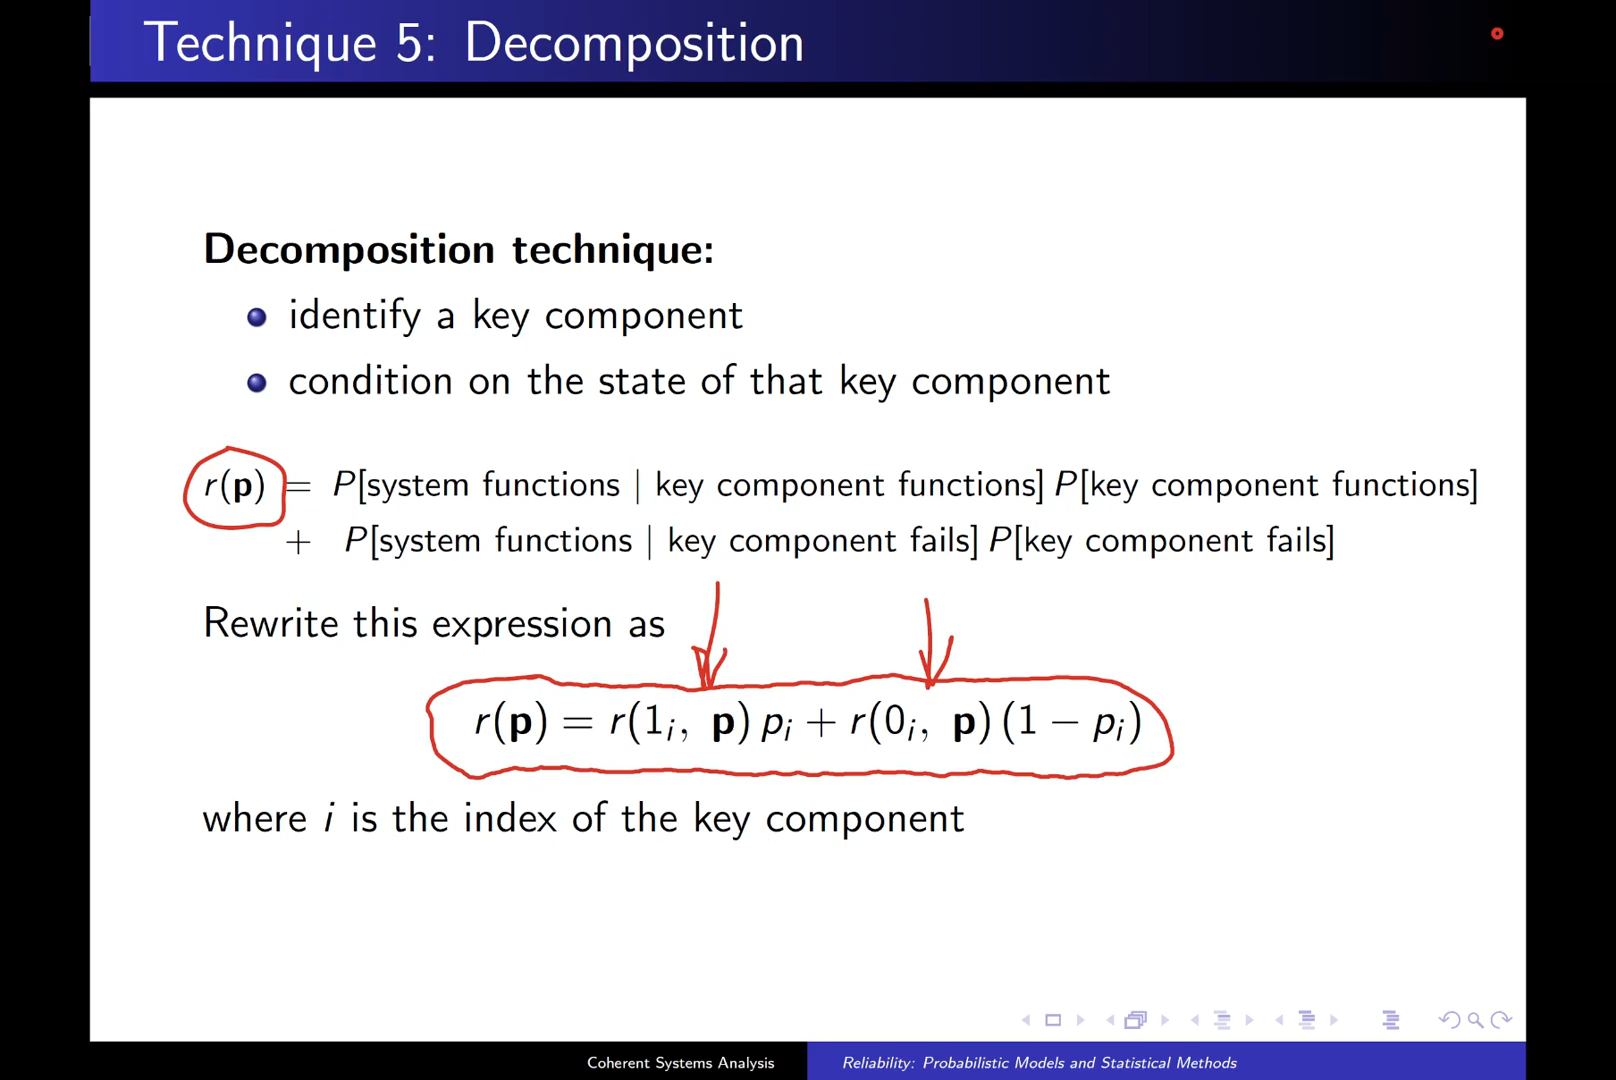 Technique 5: Decomposition
Decomposition technique:
identify a key component
condition on the state of that key component
r(p) = P[system functions | key component functions] P[key component functions]
+ P[system functions | key component fails] P[key component fails]
Rewrite this expression as
r(p) = r(1ᵢ, p) pᵢ + r(0ᵢ, p) (1 − pᵢ)
where i is the index of the key component
Coherent Systems Analysis
Reliability: Probabilistic Models and Statistical Methods